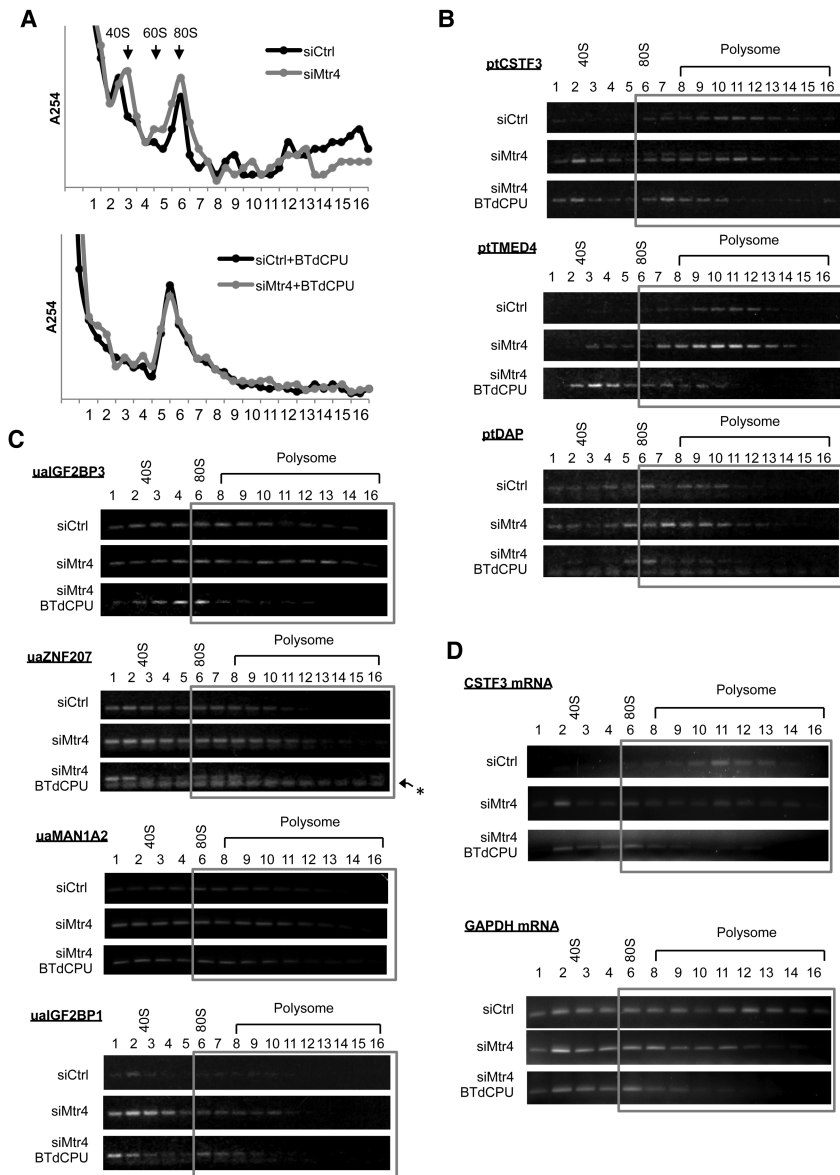 A
40S 60S 80S
siCtrl
siMtr4
A254
1 2 3 4 5 6 7 8 9 10 11 12 13 14 15 16
siCtrl+BTdCPU
siMtr4+BTdCPU
A254
1 2 3 4 5 6 7 8 9 10 11 12 13 14 15 16
B
ptCSTF3
40S 80S Polysome
1 2 3 4 5 6 7 8 9 10 11 12 13 14 15 16
siCtrl
siMtr4
siMtr4
BTdCPU
ptTMED4
40S 80S Polysome
1 2 3 4 5 6 7 8 9 10 11 12 13 14 15 16
siCtrl
siMtr4
siMtr4
BTdCPU
ptDAP
40S 80S Polysome
1 2 3 4 5 6 7 8 9 10 11 12 13 14 15 16
siCtrl
siMtr4
siMtr4
BTdCPU
C
uaIGF2BP3
40S 80S Polysome
1 2 3 4 6 8 9 10 11 12 14 16
siCtrl
siMtr4
siMtr4
BTdCPU
uaZNF207
40S 80S Polysome
1 2 3 4 5 6 7 8 9 10 11 12 13 14 15 16
siCtrl
siMtr4
siMtr4
BTdCPU
*
uaMAN1A2
40S 80S Polysome
1 2 3 4 6 8 9 10 11 12 13 14 16
siCtrl
siMtr4
siMtr4
BTdCPU
uaIGF2BP1
40S 80S Polysome
1 2 3 4 5 6 7 8 9 10 11 12 13 14 15 16
siCtrl
siMtr4
siMtr4
BTdCPU
D
CSTF3 mRNA
40S 80S Polysome
1 2 3 4 6 8 9 10 11 12 13 14 16
siCtrl
siMtr4
siMtr4
BTdCPU
GAPDH mRNA
40S 80S Polysome
1 2 3 4 6 8 9 10 11 12 13 14 16
siCtrl
siMtr4
siMtr4
BTdCPU